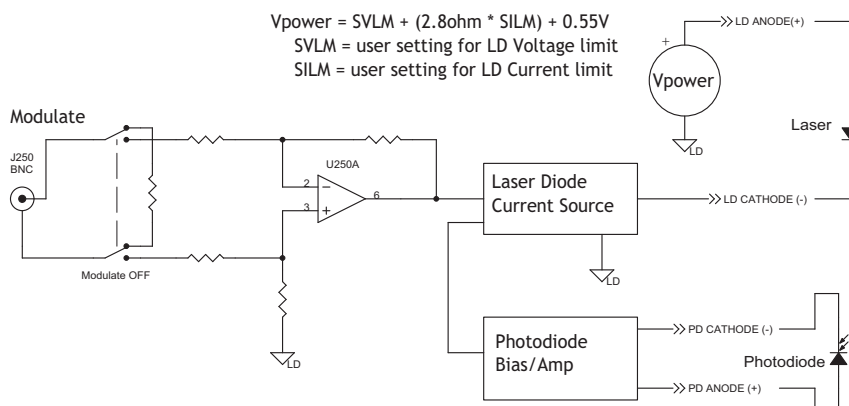 Vpower = SVLM + (2.8ohm * SILM) + 0.55V
SVLM = user setting for LD Voltage limit
SILM = user setting for LD Current limit
LD ANODE(+)
+
Vpower
LD
Laser
Modulate
J250
BNC
U250A
2
3
6
−
+
Modulate OFF
LD
Laser Diode
Current Source
LD CATHODE (-)
LD
Photodiode
Bias/Amp
PD CATHODE (-)
Photodiode
PD ANODE (+)